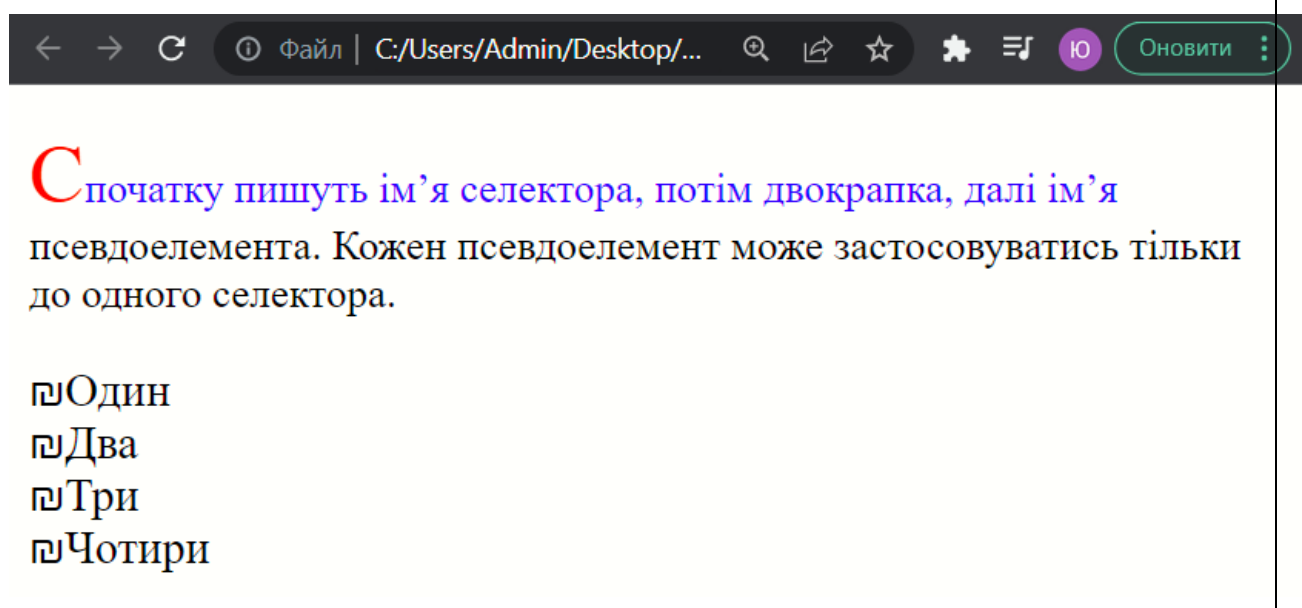 Файл | C:/Users/Admin/Desktop/... Ю Оновити
Спочатку пишуть ім’я селектора, потім двокрапка, далі ім’я
псевдоелемента. Кожен псевдоелемент може застосовуватись тільки
до одного селектора.
₪Один
₪Два
₪Три
₪Чотири